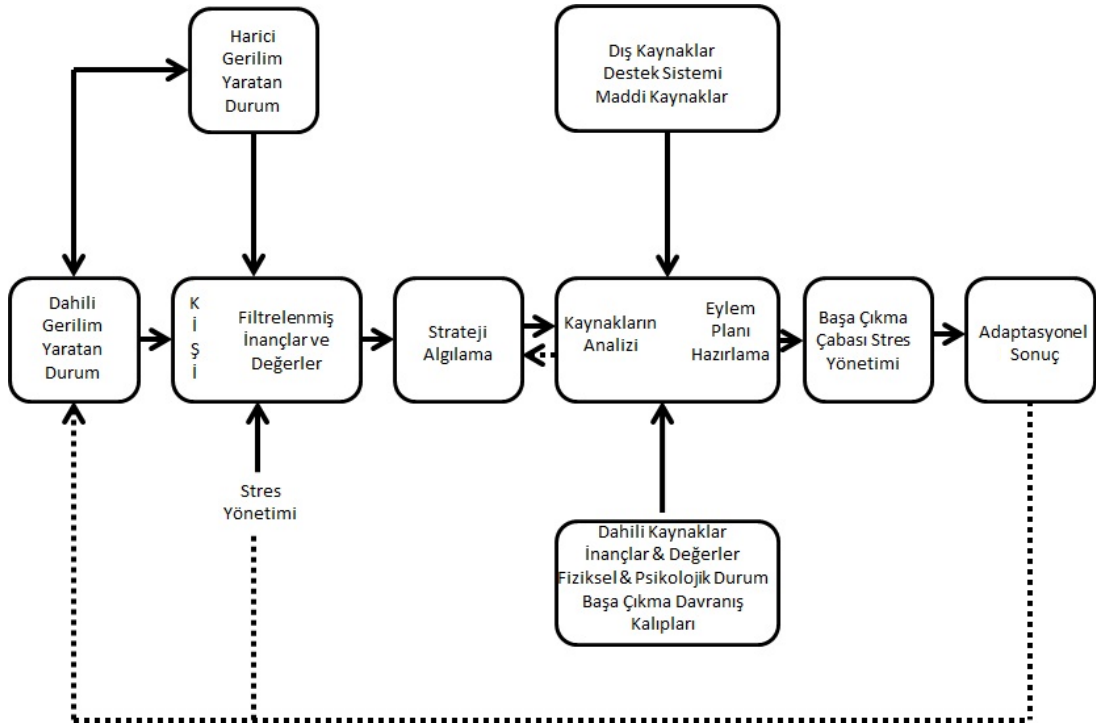 Harici
Gerilim
Yaratan
Durum
Dış Kaynaklar
Destek Sistemi
Maddi Kaynaklar
Dahili
Gerilim
Yaratan
Durum
K
İ
Ş
İ
Filtrelenmiş
İnançlar ve
Değerler
Strateji
Algılama
Kaynakların
Analizi
Eylem
Planı
Hazırlama
Başa Çıkma
Çabası Stres
Yönetimi
Adaptasyonel
Sonuç
Stres
Yönetimi
Dahili Kaynaklar
İnançlar & Değerler
Fiziksel & Psikolojik Durum
Başa Çıkma Davranış
Kalıpları